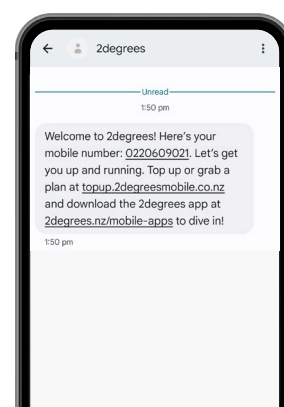 2degrees
Unread
1:50 pm
Welcome to 2degrees! Here's your
mobile number: 0220609021. Let's get
you up and running. Top up or grab a
plan at topup.2degreesmobile.co.nz
and download the 2degrees app at
2degrees.nz/mobile-apps to dive in!
1:50 pm